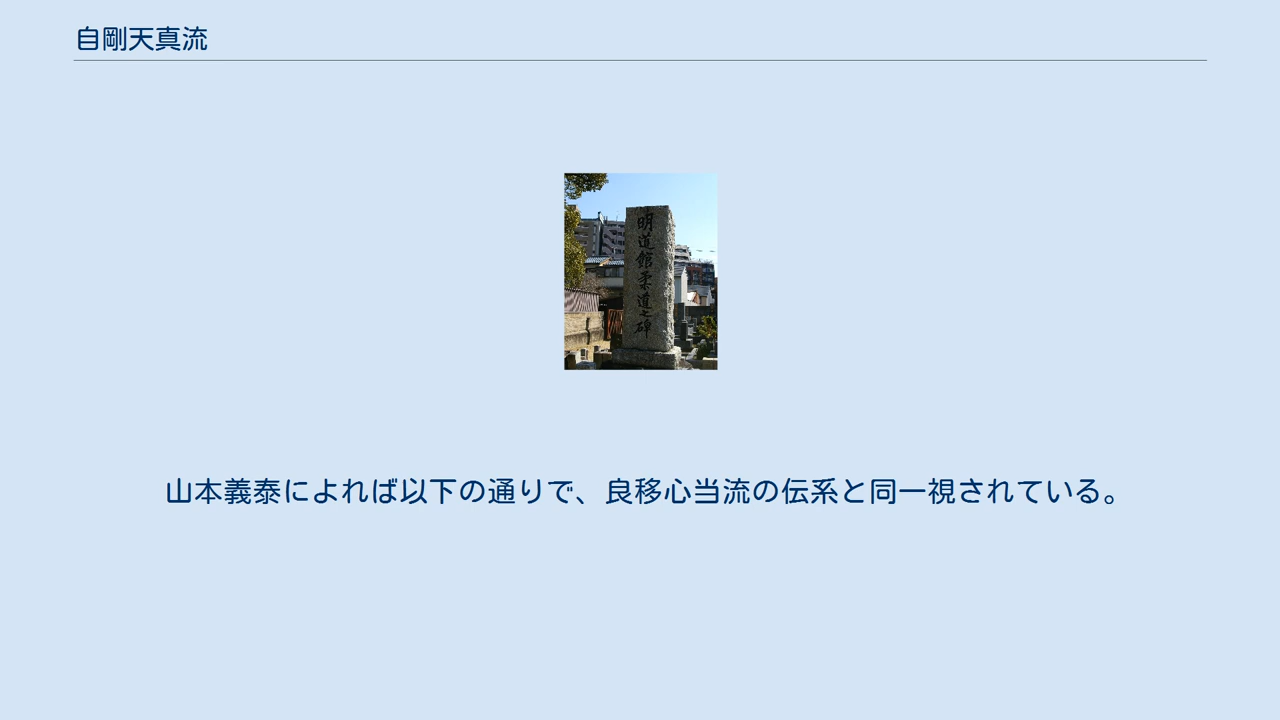 自剛天真流
明道館柔道之碑
山本義泰によれば以下の通りで、良移心当流の伝系と同一視されている。